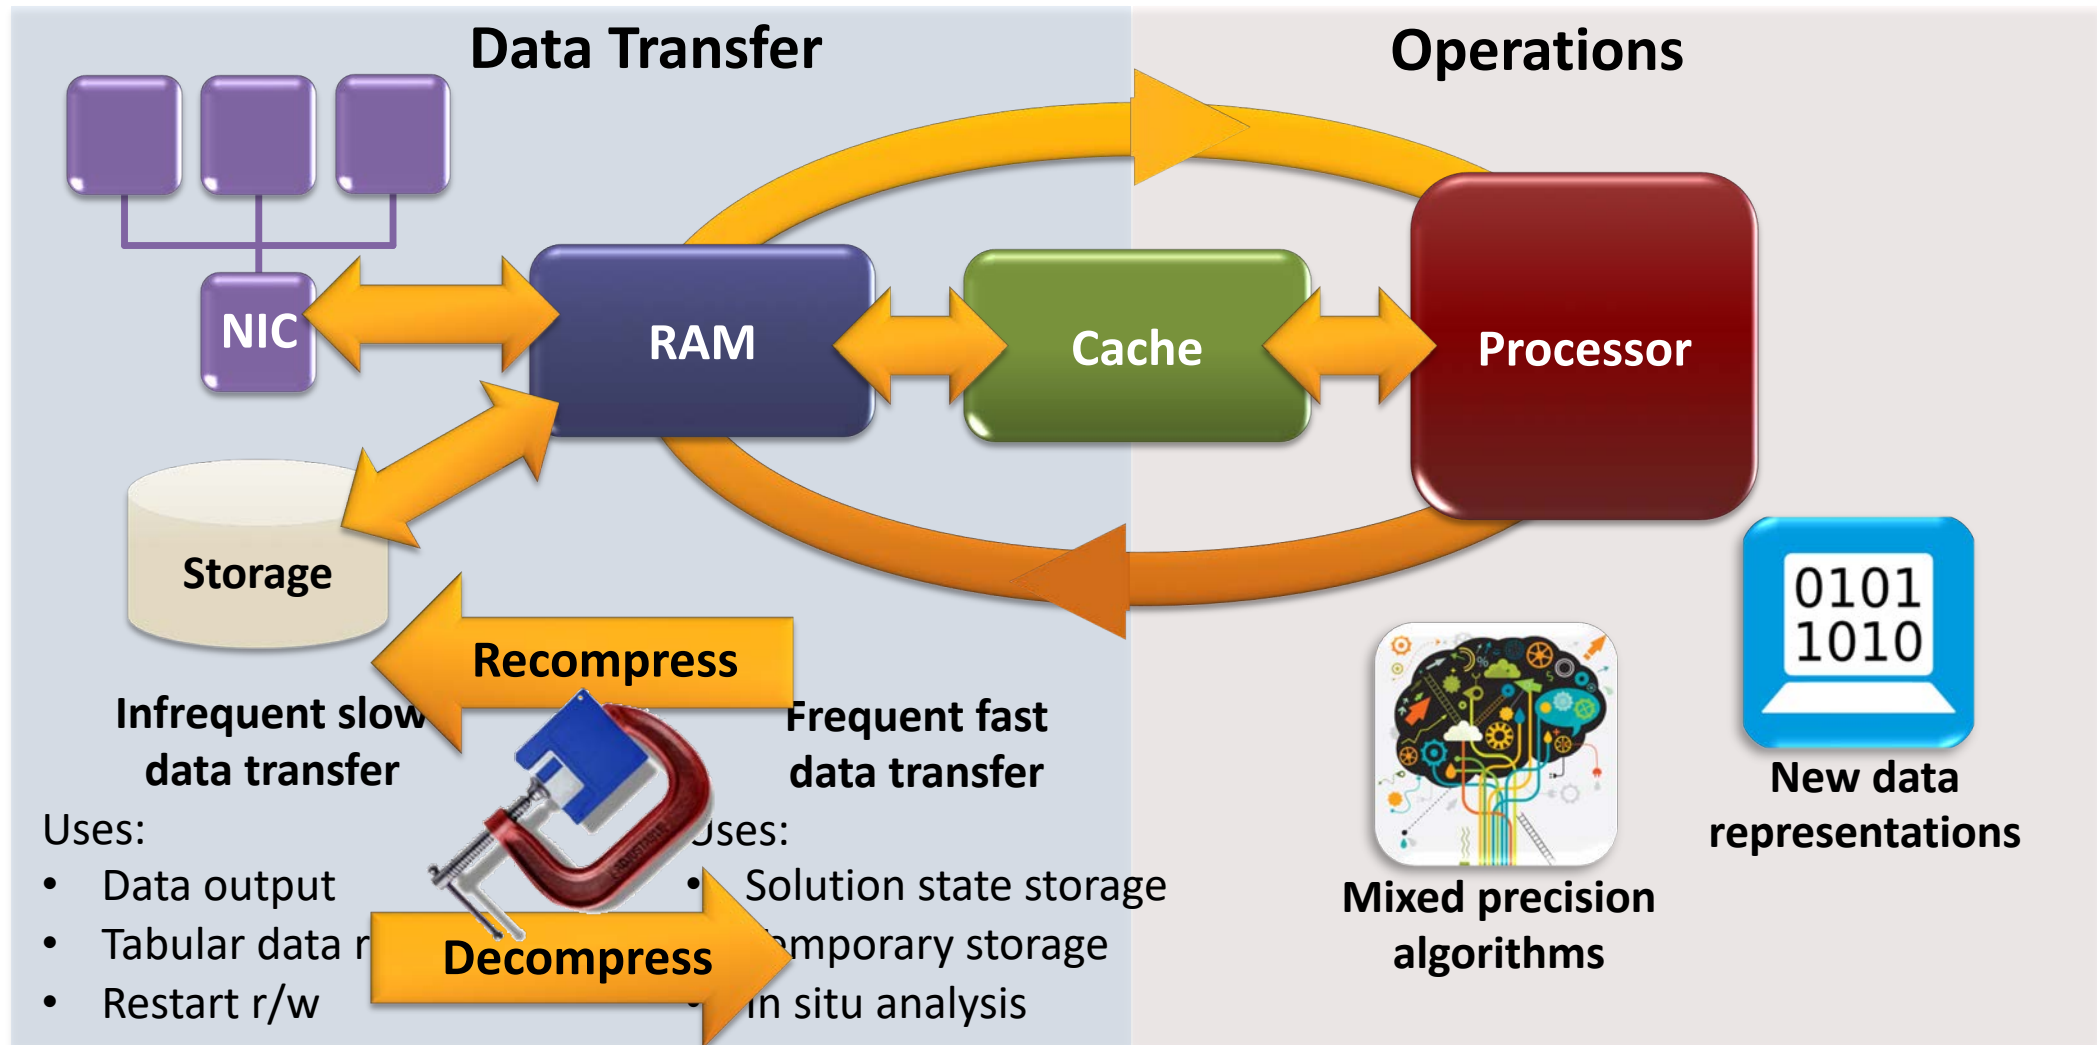 Data Transfer
Operations
NIC
RAM
Cache
Processor
Storage
Recompress
Infrequent slow
data transfer
Frequent fast
data transfer
Uses:
• Data output
• Tabular data
• Restart r/w
Uses:
• Solution state storage
storage
• In situ analysis
Decompress
0101
1010
New data
representations
Mixed precision
algorithms